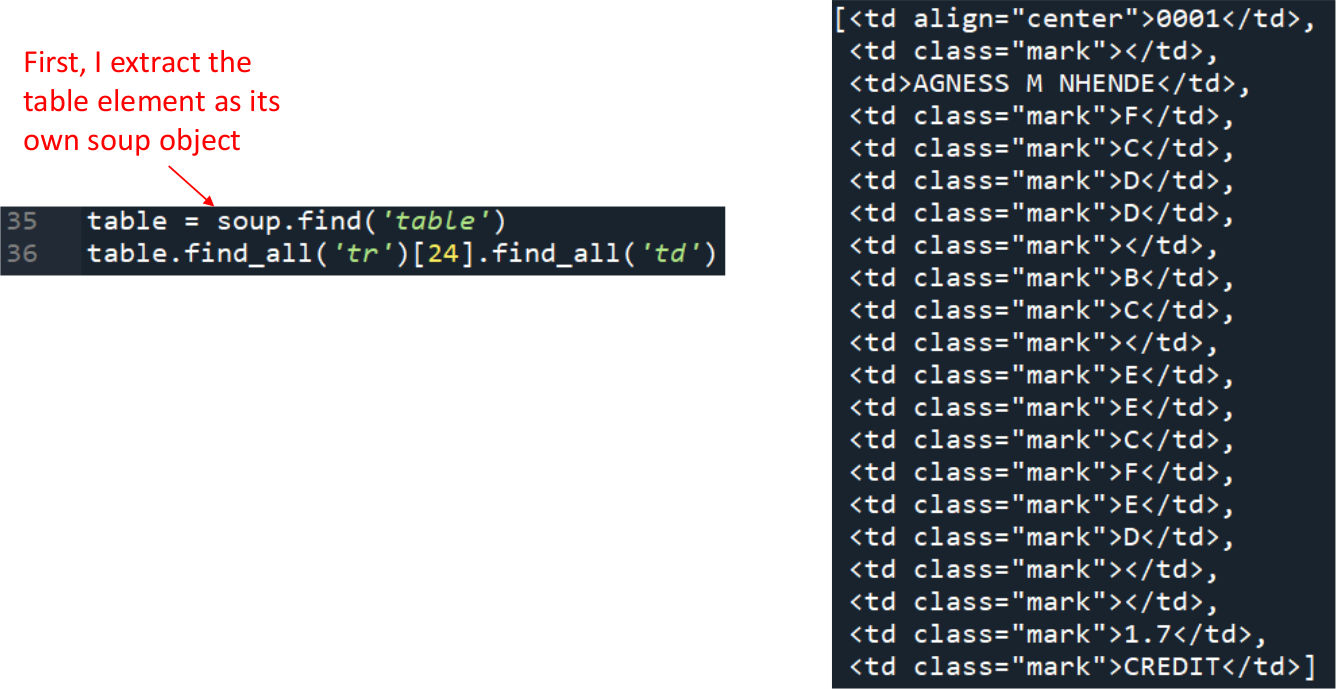 First, I extract the
table element as its
own soup object
35 table = soup.find('table')
36 table.find_all('tr')[24].find_all('td')
[<td align="center">0001</td>,
<td class="mark"></td>,
<td>AGNESS M NHENDE</td>,
<td class="mark">F</td>,
<td class="mark">C</td>,
<td class="mark">D</td>,
<td class="mark">D</td>,
<td class="mark"></td>,
<td class="mark">B</td>,
<td class="mark">C</td>,
<td class="mark"></td>,
<td class="mark">E</td>,
<td class="mark">E</td>,
<td class="mark">C</td>,
<td class="mark">F</td>,
<td class="mark">E</td>,
<td class="mark">D</td>,
<td class="mark"></td>,
<td class="mark"></td>,
<td class="mark">1.7</td>,
<td class="mark">CREDIT</td>]